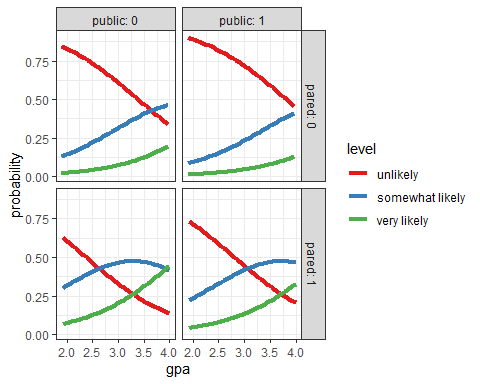 public: 0
public: 1
0.75
0.50
0.25
0.00
pared: 0
0.75
0.50
0.25
0.00
pared: 1
probability
2.0 2.5 3.0 3.5 4.0
2.0 2.5 3.0 3.5 4.0
gpa
level
unlikely
somewhat likely
very likely